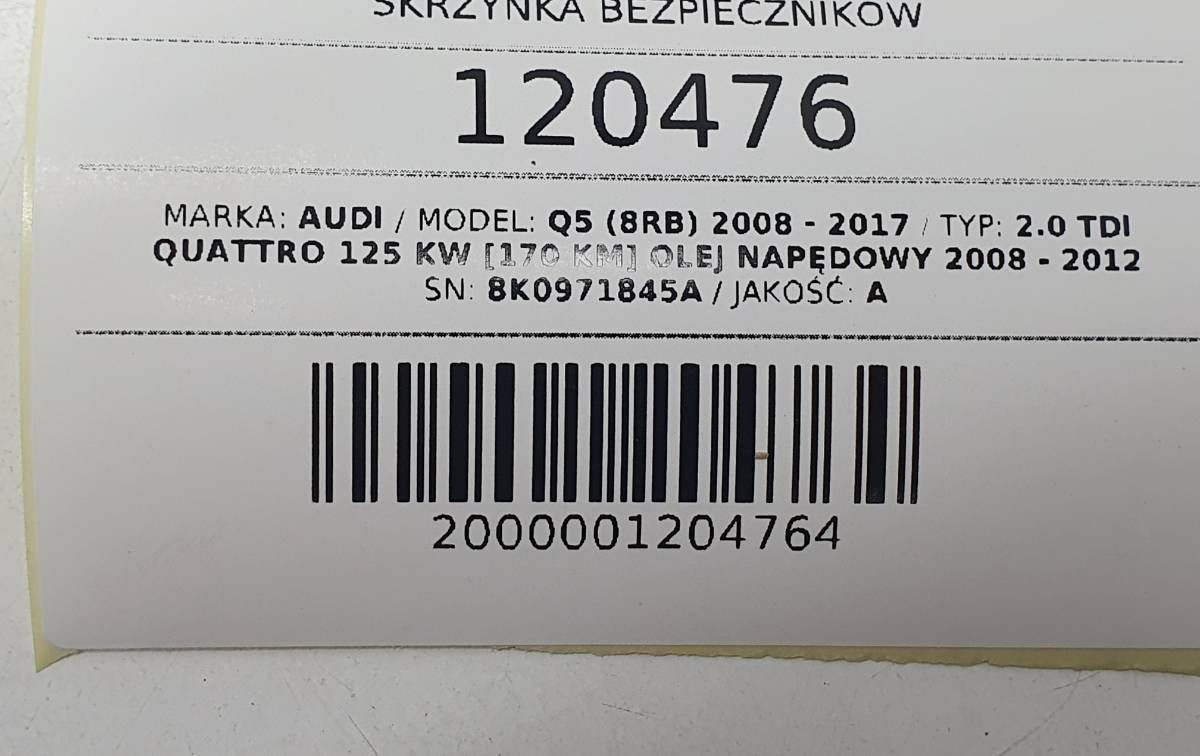 SKRZYNKA BEZPIECZNIKÓW
120476
MARKA: AUDI / MODEL: Q5 (8RB) 2008 - 2017 / TYP: 2.0 TDI
QUATTRO 125 KW [170 KM] OLEJ NAPĘDOWY 2008 - 2012
SN: 8K0971845A / JAKOŚĆ: A
2000001204764